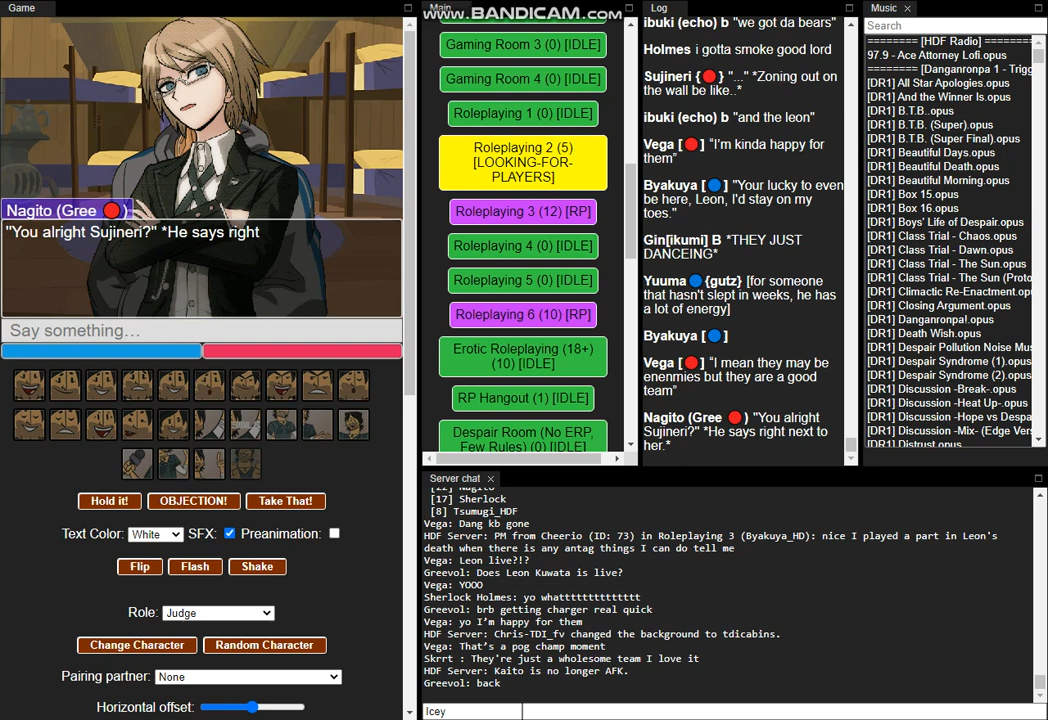 Game
Main
WWW.BANDICAM.COM
Log
Music
Nagito (Gree 🔴)
"You alright Sujineri?" *He says right
Say something…
Hold it!
OBJECTION!
Take That!
Text Color:
White
SFX:
Preanimation:
Flip
Flash
Shake
Role:
Judge
Change Character
Random Character
Pairing partner:
None
Horizontal offset:
Gaming Room 3 (0) [IDLE]
Gaming Room 4 (0) [IDLE]
Roleplaying 1 (0) [IDLE]
Roleplaying 2 (5)
[LOOKING-FOR-
PLAYERS]
Roleplaying 3 (12) [RP]
Roleplaying 4 (0) [IDLE]
Roleplaying 5 (0) [IDLE]
Roleplaying 6 (10) [RP]
Erotic Roleplaying (18+)
(10) [IDLE]
RP Hangout (1) [IDLE]
Despair Room (No ERP,
Few Rules) (0) [IDLE]
ibuki (echo) b "we got da bears"
Holmes i gotta smoke good lord
Sujineri {🔴} "..." *Zoning out on
the wall be like..*
ibuki (echo) b "and the leon"
Vega [🔴] “I’m kinda happy for
them”
Byakuya [🔵] "Your lucky to even
be here, Leon, I'd stay on my
toes."
Gin[ikumi] B *THEY JUST
DANCEING*
Yuuma 🔵{gutz} [for someone
that hasn't slept in weeks, he has
a lot of energy]
Byakuya [🔵]
Vega [🔴] “I mean they may be
enenmies but they are a good
team”
Nagito (Gree 🔴) "You alright
Sujineri?" *He says right next to
her.*
Search
======== [HDF Radio] =======
97.9 - Ace Attorney Lofi.opus
======== [Danganronpa 1 - Trigg
[DR1] All Star Apologies.opus
[DR1] And the Winner Is.opus
[DR1] B.T.B..opus
[DR1] B.T.B. (Super).opus
[DR1] B.T.B. (Super Final).opus
[DR1] Beautiful Days.opus
[DR1] Beautiful Death.opus
[DR1] Beautiful Morning.opus
[DR1] Box 15.opus
[DR1] Box 16.opus
[DR1] Boys' Life of Despair.opus
[DR1] Class Trial - Chaos.opus
[DR1] Class Trial - Dawn.opus
[DR1] Class Trial - The Sun.opus
[DR1] Class Trial - The Sun (Proto
[DR1] Climactic Re-Enactment.opu
[DR1] Closing Argument.opus
[DR1] Danganronpa!.opus
[DR1] Death Wish.opus
[DR1] Despair Pollution Noise Mus
[DR1] Despair Syndrome (1).opus
[DR1] Despair Syndrome (2).opus
[DR1] Discussion -Break-.opus
[DR1] Discussion -Heat Up-.opus
[DR1] Discussion -Hope vs Despa
[DR1] Discussion -Mix- (Edge Vers
[DR1] Distrust.opus
Server chat
[22] Nagito
[17] Sherlock
[8] Tsumugi_HDF
Vega: Dang kb gone
HDF Server: PM from Cheerio (ID: 73) in Roleplaying 3 (Byakuya_HD): nice I played a part in Leon's
death when there is any antag things I can do tell me
Vega: Leon live?!?
Greevol: Does Leon Kuwata is live?
Vega: YOOO
Sherlock Holmes: yo whattttttttttttt
Greevol: brb getting charger real quick
Vega: yo I’m happy for them
HDF Server: Chris-TDI_fv changed the background to tdicabins.
Vega: That’s a pog champ moment
Skrrt : They're just a wholesome team I love it
HDF Server: Kaito is no longer AFK.
Greevol: back
Icey